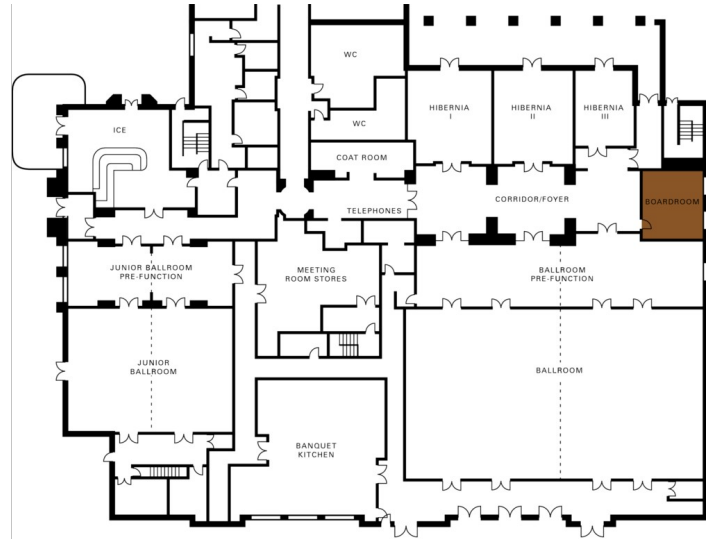 WC
ICE
HIBERNIA
I
HIBERNIA
II
HIBERNIA
III
WC
COAT ROOM
TELEPHONES
CORRIDOR/FOYER
BOARDROOM
JUNIOR BALLROOM
PRE-FUNCTION
MEETING
ROOM STORES
BALLROOM
PRE-FUNCTION
JUNIOR
BALLROOM
BALLROOM
BANQUET
KITCHEN